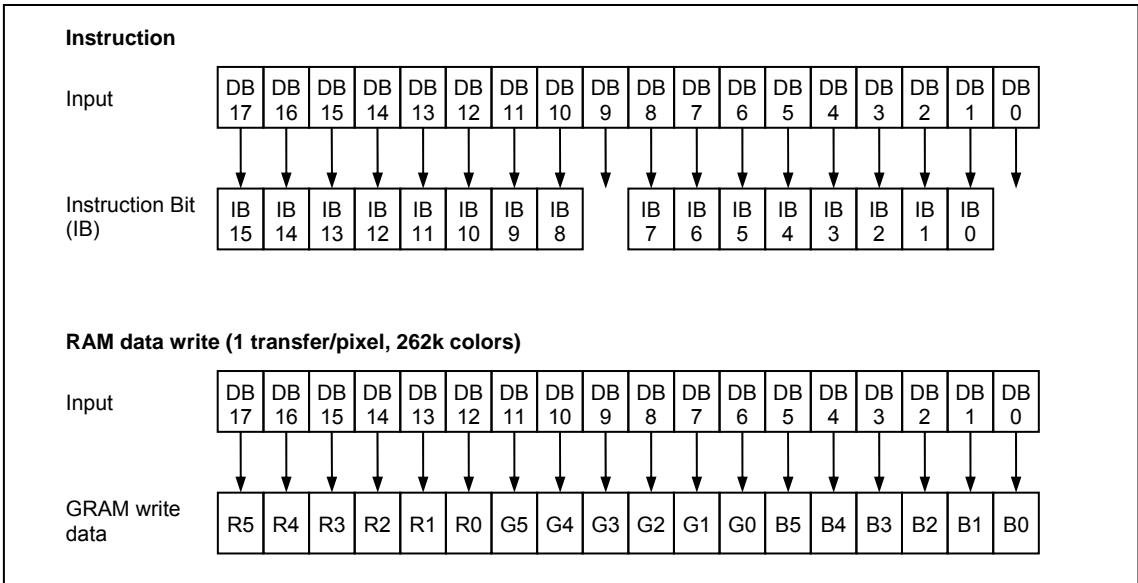 Instruction
Input
DB 17 DB 16 DB 15 DB 14 DB 13 DB 12 DB 11 DB 10 DB 9 DB 8 DB 7 DB 6 DB 5 DB 4 DB 3 DB 2 DB 1 DB 0
Instruction Bit (IB)
IB 15 IB 14 IB 13 IB 12 IB 11 IB 10 IB 9 IB 8 IB 7 IB 6 IB 5 IB 4 IB 3 IB 2 IB 1 IB 0
RAM data write (1 transfer/pixel, 262k colors)
Input
DB 17 DB 16 DB 15 DB 14 DB 13 DB 12 DB 11 DB 10 DB 9 DB 8 DB 7 DB 6 DB 5 DB 4 DB 3 DB 2 DB 1 DB 0
GRAM write data
R5 R4 R3 R2 R1 R0 G5 G4 G3 G2 G1 G0 B5 B4 B3 B2 B1 B0